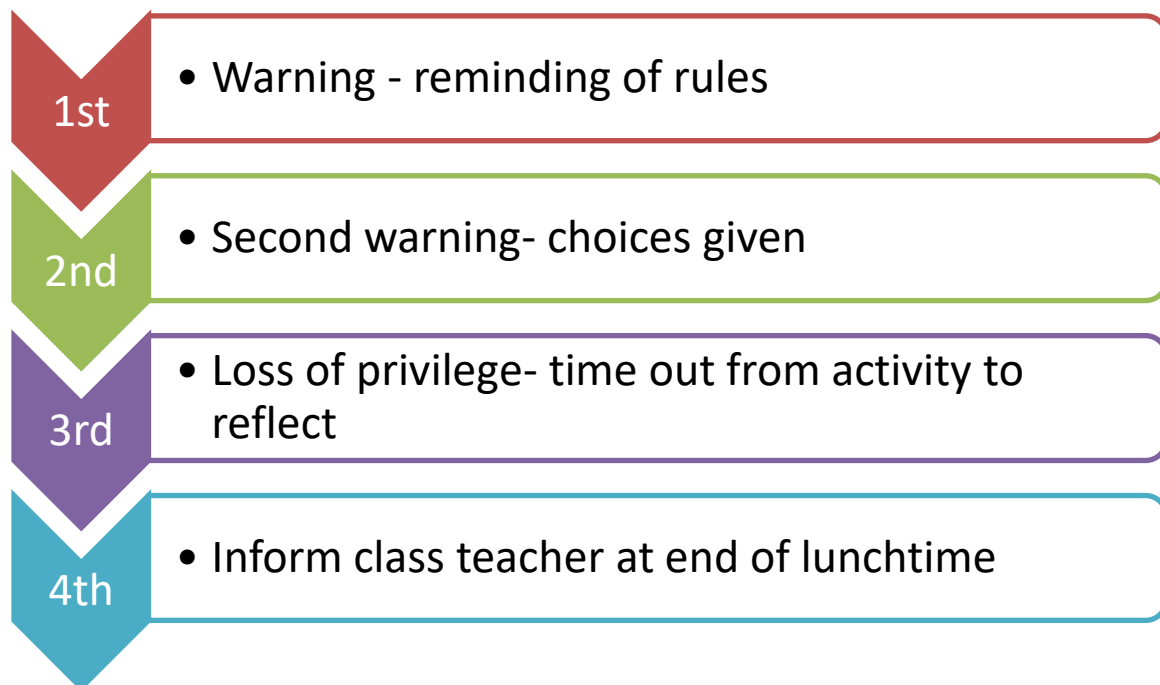 1st
• Warning - reminding of rules
2nd
• Second warning- choices given
3rd
• Loss of privilege- time out from activity to
reflect
4th
• Inform class teacher at end of lunchtime